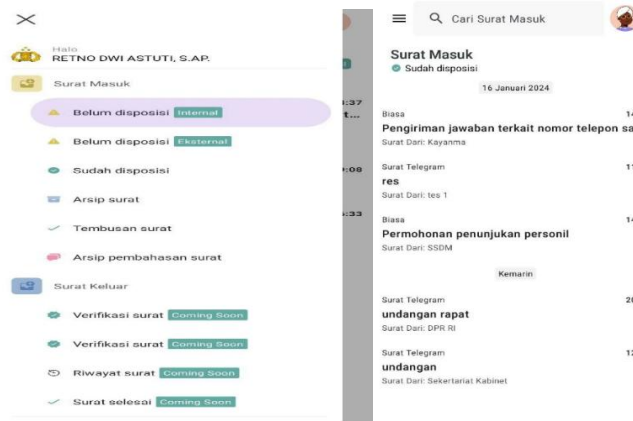 Halo
RETNO DWI ASTUTI, S.AP.
Surat Masuk
Belum disposisi Internal
Belum disposisi Eksternal
Sudah disposisi
Arsip surat
Tembusan surat
Arsip pembahasan surat
Surat Keluar
Verifikasi surat Coming Soon
Verifikasi surat Coming Soon
Riwayat surat Coming Soon
Surat selesai Coming Soon
t...
:08
:33
Cari Surat Masuk
Surat Masuk
Sudah disposisi
16 Januari 2024
Biasa
Pengiriman jawaban terkait nomor telepon sa
Surat Dari: Kayanma
Surat Telegram
res
Surat Dari: tes 1
Biasa
Permohonan penunjukan personil
Surat Dari: SSDM
Kemarin
Surat Telegram
undangan rapat
Surat Dari: DPR RI
Surat Telegram
undangan
Surat Dari: Sekertariat Kabinet